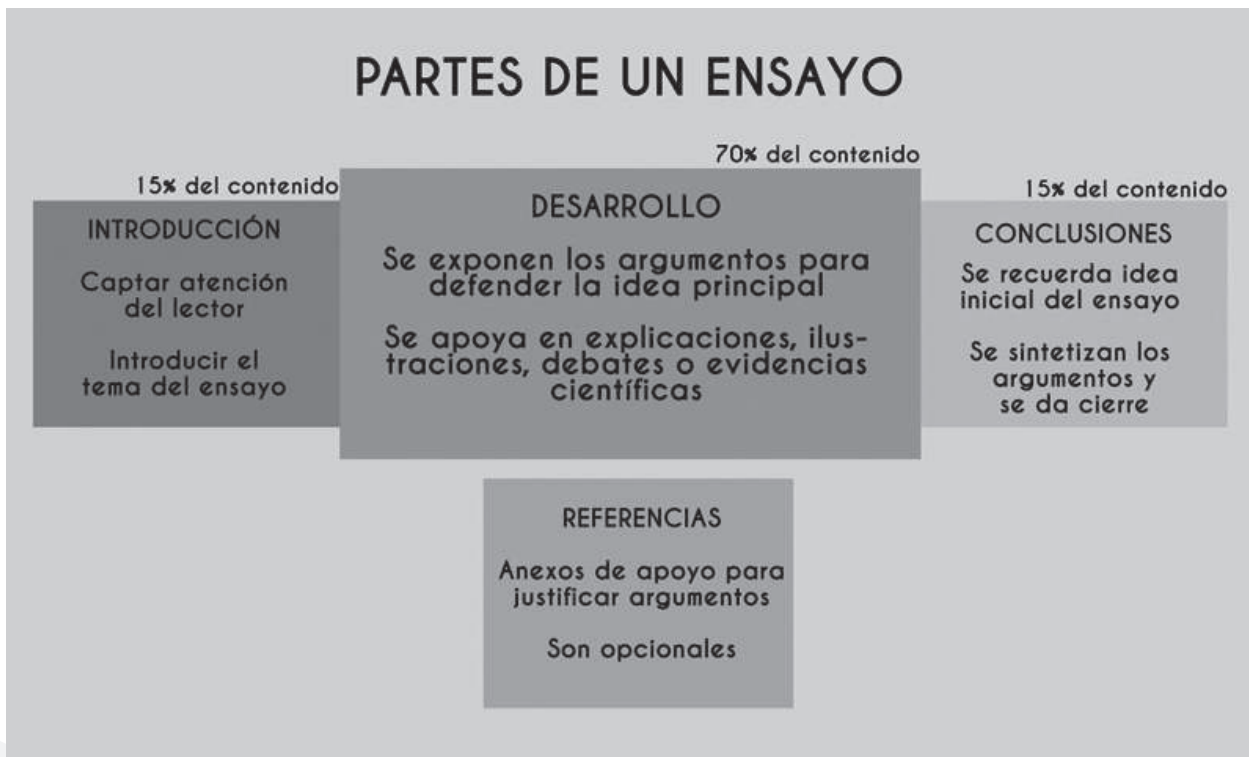 PARTES DE UN ENSAYO
15% del contenido
INTRODUCCIÓN
Captar atención
del lector
Introducir el
tema del ensayo
70% del contenido
DESARROLLO
Se exponen los argumentos para
defender la idea principal
Se apoya en explicaciones, ilus-
traciones, debates o evidencias
científicas
15% del contenido
CONCLUSIONES
Se recuerda idea
inicial del ensayo
Se sintetizan los
argumentos y
se da cierre
REFERENCIAS
Anexos de apoyo para
justificar argumentos
Son opcionales